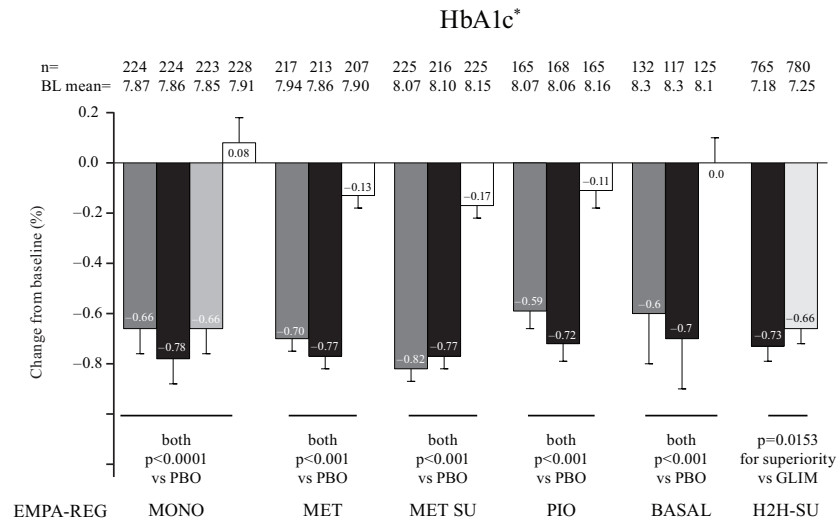 HbA1c*
n= 224 224 223 228 217 213 207 225 216 225 165 168 165 132 117 125 765 780
BL mean= 7.87 7.86 7.85 7.91 7.94 7.86 7.90 8.07 8.10 8.15 8.07 8.06 8.16 8.3 8.3 8.1 7.18 7.25
Change from baseline (%)
0.2
0.0
−0.2
−0.4
−0.6
−0.8
−0.66
−0.78
−0.66
0.08
−0.70
−0.77
−0.13
−0.82
−0.77
−0.17
−0.59
−0.72
−0.11
−0.6
−0.7
0.0
−0.73
−0.66
both
p<0.0001
vs PBO
both
p<0.001
vs PBO
both
p<0.001
vs PBO
both
p<0.001
vs PBO
both
p<0.001
vs PBO
p=0.0153
for superiority
vs GLIM
EMPA-REG MONO MET MET SU PIO BASAL H2H-SU